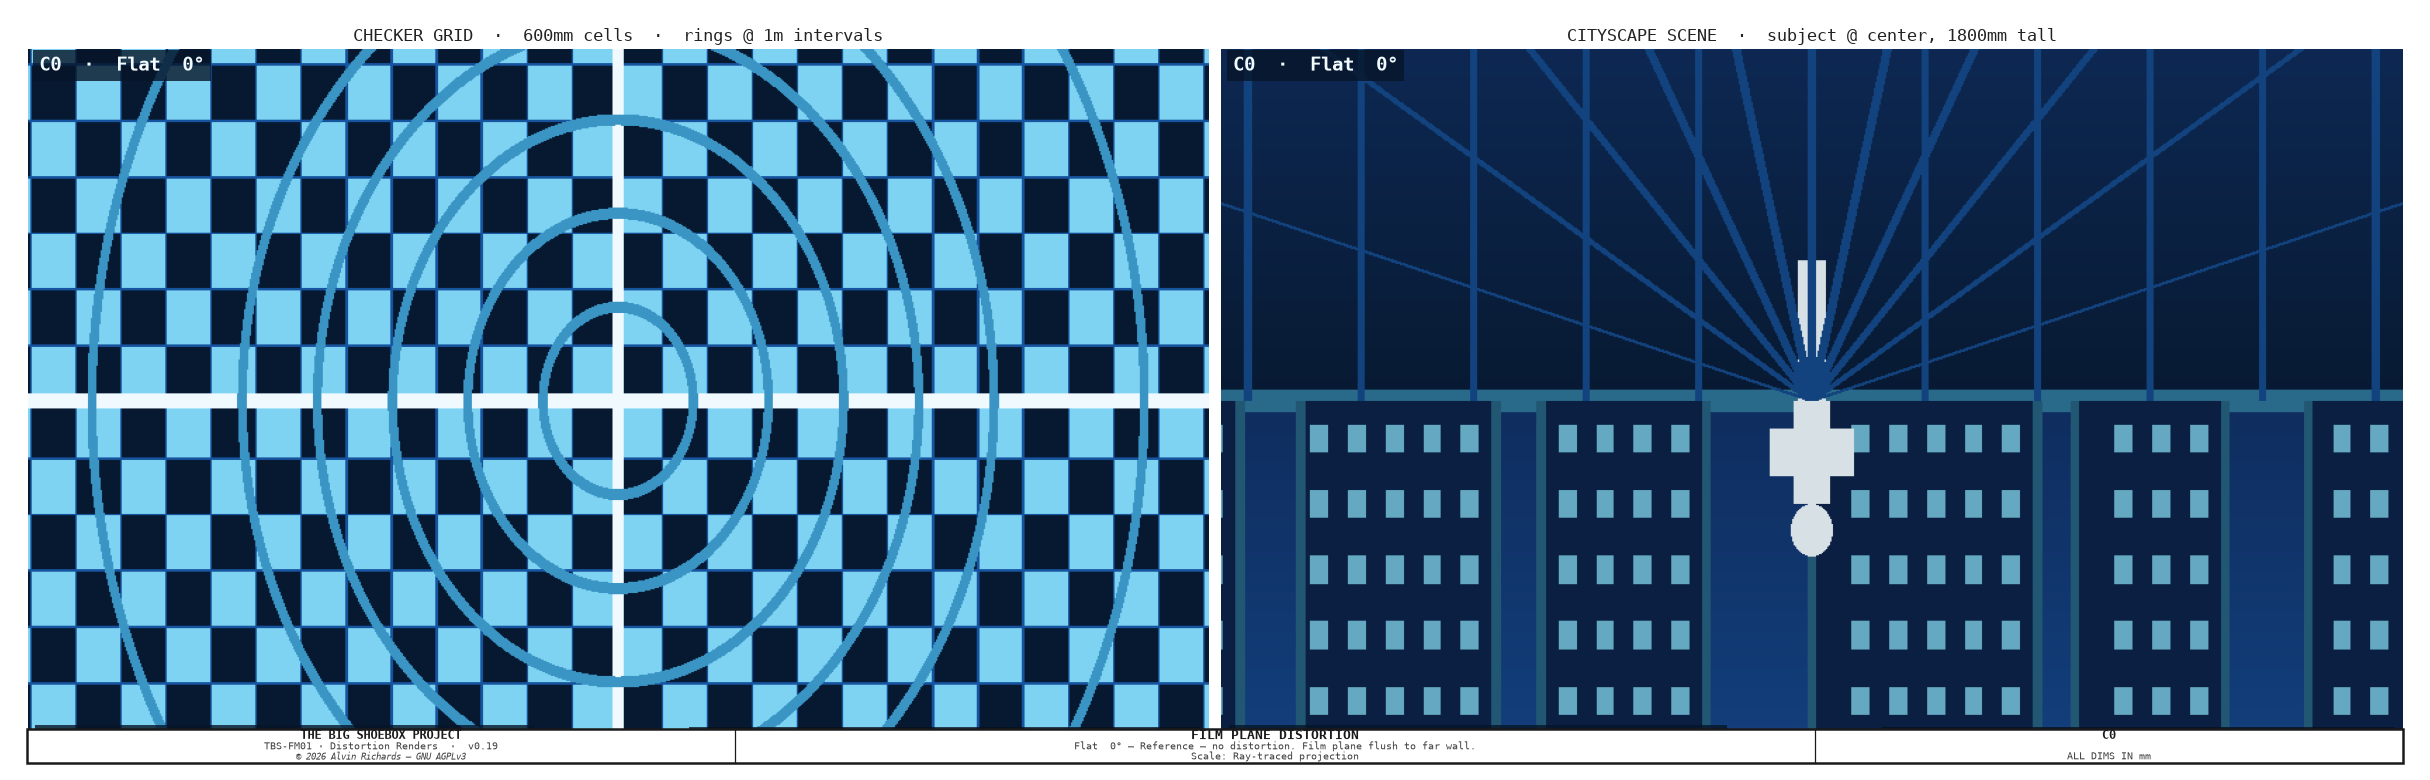 CHECKER GRID · 600mm cells · rings @ 1m intervals
CITYSCAPE SCENE · subject @ center, 1800mm tall
C0 · Flat 0°
C0 · Flat 0°
THE BIG SHOEBOX PROJECT
TBS-FM01 · Distortion Renders · v0.19
© 2026 Alvin Richards — GNU AGPLv3
FILM PLANE DISTORTION
Flat 0° — Reference — no distortion. Film plane flush to far wall.
Scale: Ray-traced projection
C0
ALL DIMS IN mm